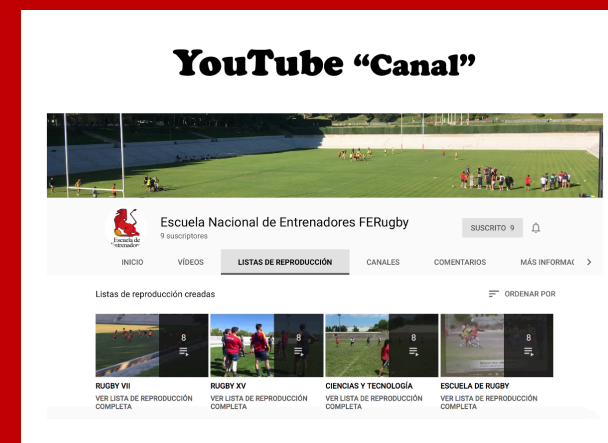 YouTube “Canal”
Escuela de
Entrenadores
Escuela Nacional de Entrenadores FERugby
9 suscriptores
SUSCRITO 9
INICIO VÍDEOS LISTAS DE REPRODUCCIÓN CANALES COMENTARIOS MÁS INFORMAC
Listas de reproducción creadas
ORDENAR POR
8 8 8 8
RUGBY VII
VER LISTA DE REPRODUCCIÓN
COMPLETA
RUGBY XV
VER LISTA DE REPRODUCCIÓN
COMPLETA
CIENCIAS Y TECNOLOGÍA
VER LISTA DE REPRODUCCIÓN
COMPLETA
ESCUELA DE RUGBY
VER LISTA DE REPRODUCCIÓN
COMPLETA